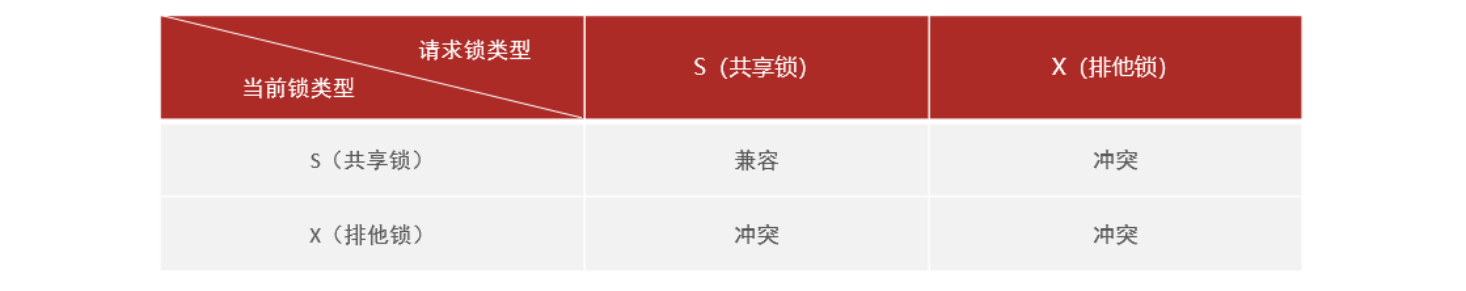 请求锁类型
当前锁类型
S（共享锁）
X（排他锁）
S（共享锁）
兼容
冲突
X（排他锁）
冲突
冲突